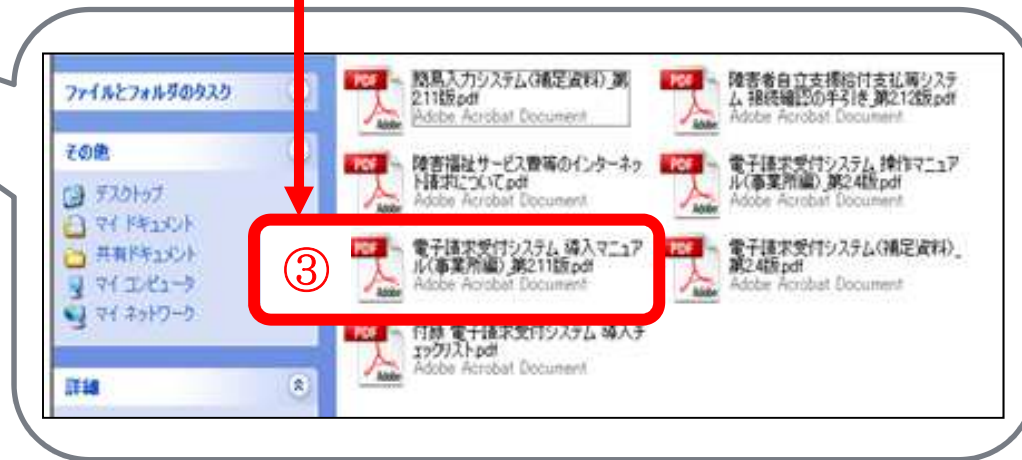 ファイルとフォルダのタスク
その他
デスクトップ
マイ ドキュメント
共有ドキュメント
マイ コンピュータ
マイ ネットワーク
詳細
PDF
Adobe
簡易入力システム(補足資料)_第
2.1.1版.pdf
Adobe Acrobat Document
PDF
Adobe
障害者自立支援給付支払等システ
ム 接続確認の手引き_第2.1.2版.pdf
Adobe Acrobat Document
PDF
Adobe
障害福祉サービス費等のインターネッ
ト請求について.pdf
Adobe Acrobat Document
PDF
Adobe
電子請求受付システム 操作マニュア
ル(事業所編)_第2.4版.pdf
Adobe Acrobat Document
③
PDF
Adobe
電子請求受付システム 導入マニュア
ル(事業所編)_第2.1.1版.pdf
Adobe Acrobat Document
PDF
Adobe
電子請求受付システム(補足資料)_
第2.4版.pdf
Adobe Acrobat Document
PDF
Adobe
付録 電子請求受付システム 導入チ
ェックリスト.pdf
Adobe Acrobat Document